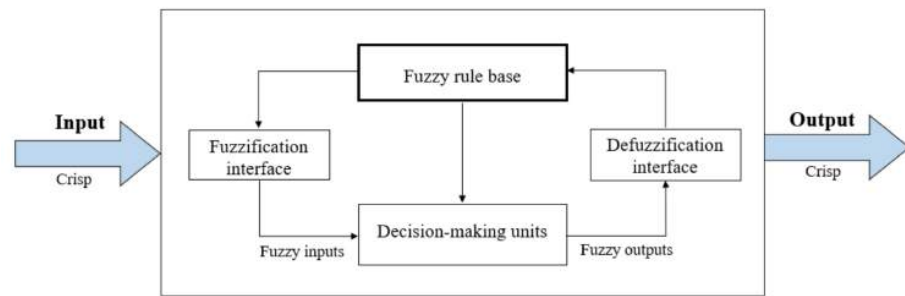 Fuzzy rule base
Input
Crisp
Fuzzification
interface
Defuzzification
interface
Output
Crisp
Decision-making units
Fuzzy inputs
Fuzzy outputs